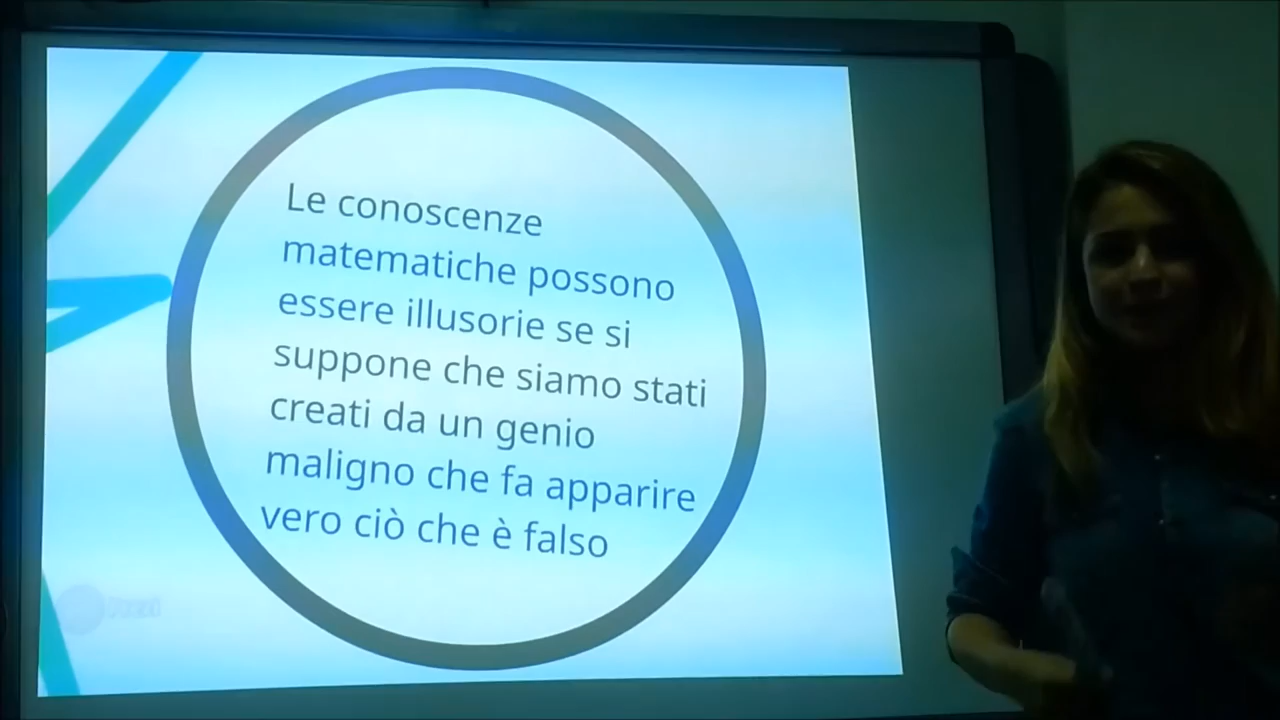 Le conoscenze
matematiche possono
essere illusorie se si
suppone che siamo stati
creati da un genio
maligno che fa apparire
vero ciò che è falso